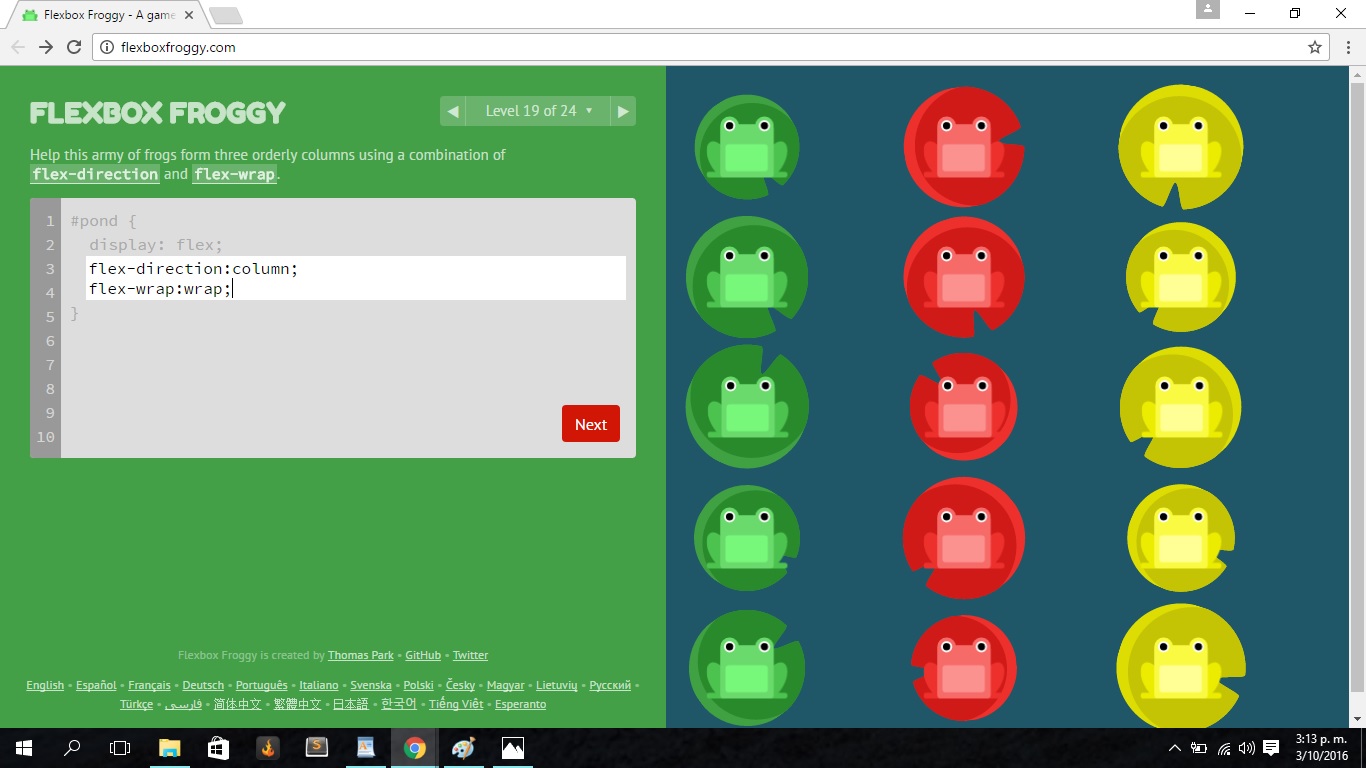 Flexbox Froggy - A game
flexboxfroggy.com
FLEXBOX FROGGY
◀ Level 19 of 24 ▾ ▶
Help this army of frogs form three orderly columns using a combination of
flex-direction and flex-wrap.
1 #pond {
2 display: flex;
3 flex-direction:column;
4 flex-wrap:wrap;
5 }
6
7
8
9
10
Next
Flexbox Froggy is created by Thomas Park • GitHub • Twitter
English • Español • Français • Deutsch • Português • Italiano • Svenska • Polski • Česky • Magyar • Lietuvių • Русский •
Türkçe • فارسی • 简体中文 • 繁體中文 • 日本語 • 한국어 • Tiếng Việt • Esperanto
3:13 p. m.
3/10/2016